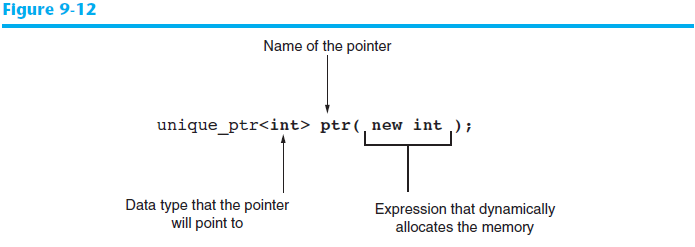 Figure 9-12
Name of the pointer
unique_ptr<int> ptr( new int );
Data type that the pointer
will point to
Expression that dynamically
allocates the memory